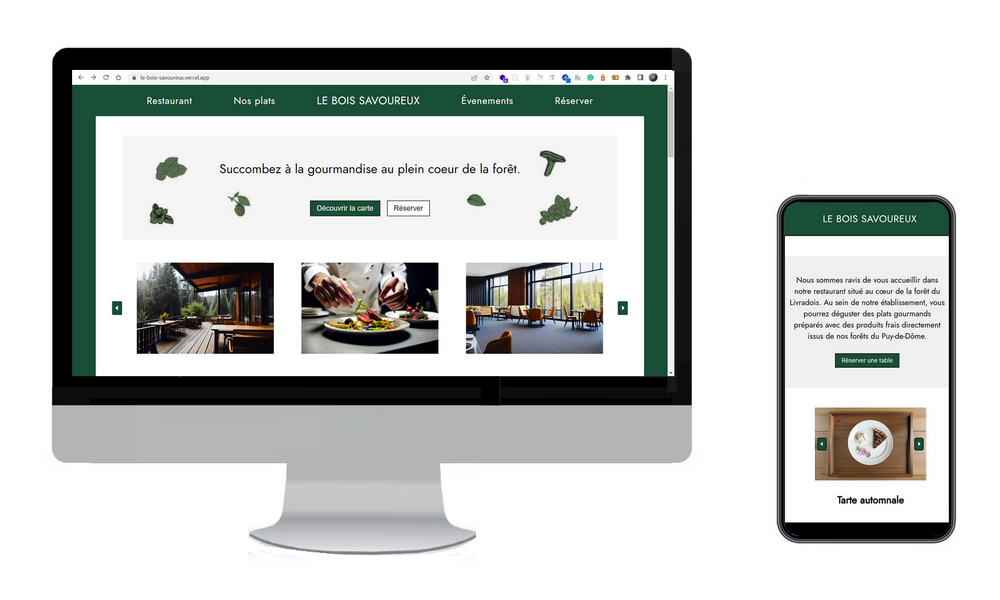 le-bois-savoureux.vercel.app
Restaurant
Nos plats
LE BOIS SAVOUREUX
Évenements
Réserver
Succombez à la gourmandise au plein coeur de la forêt.
Découvrir la carte
Réserver
LE BOIS SAVOUREUX
Nous sommes ravis de vous accueillir dans
notre restaurant situé au cœur de la forêt du
Livradois. Au sein de notre établissement, vous
pourrez déguster des plats gourmands
préparés avec des produits frais directement
issus de nos forêts du Puy-de-Dôme.
Réserver une table
Tarte automnale